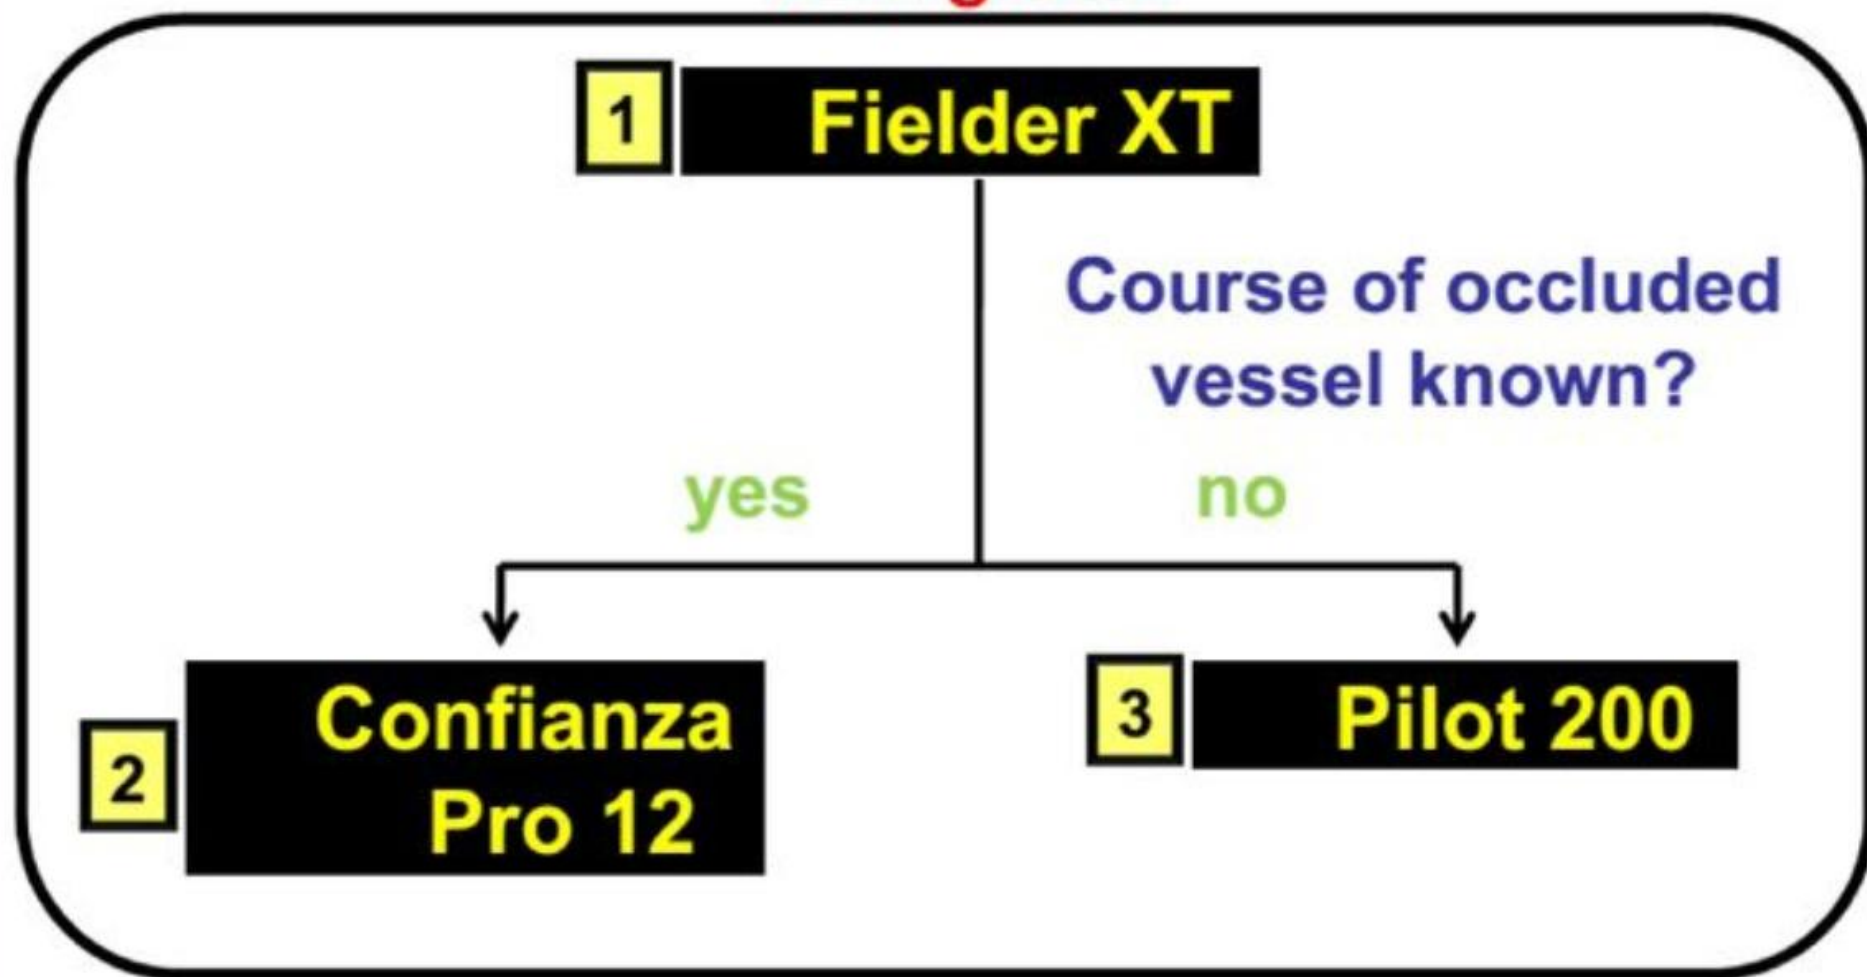 1 Fielder XT
Course of occluded
vessel known?
yes no
2 Confianza
Pro 12
3 Pilot 200